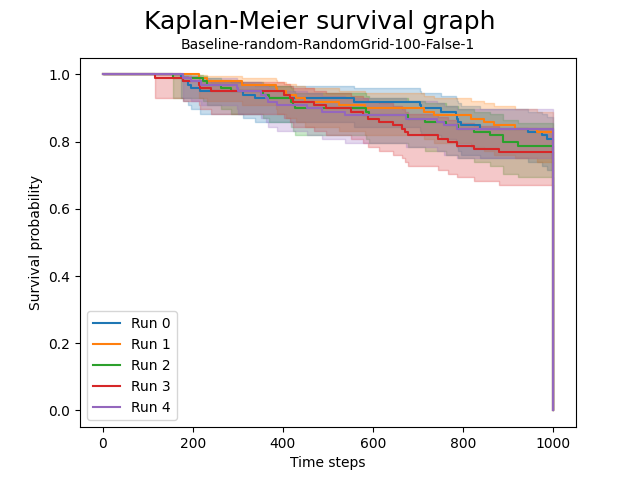 Kaplan-Meier survival graph
Baseline-random-RandomGrid-100-False-1
Survival probability
1.0
0.8
0.6
0.4
0.2
0.0
Run 0
Run 1
Run 2
Run 3
Run 4
0 200 400 600 800 1000
Time steps